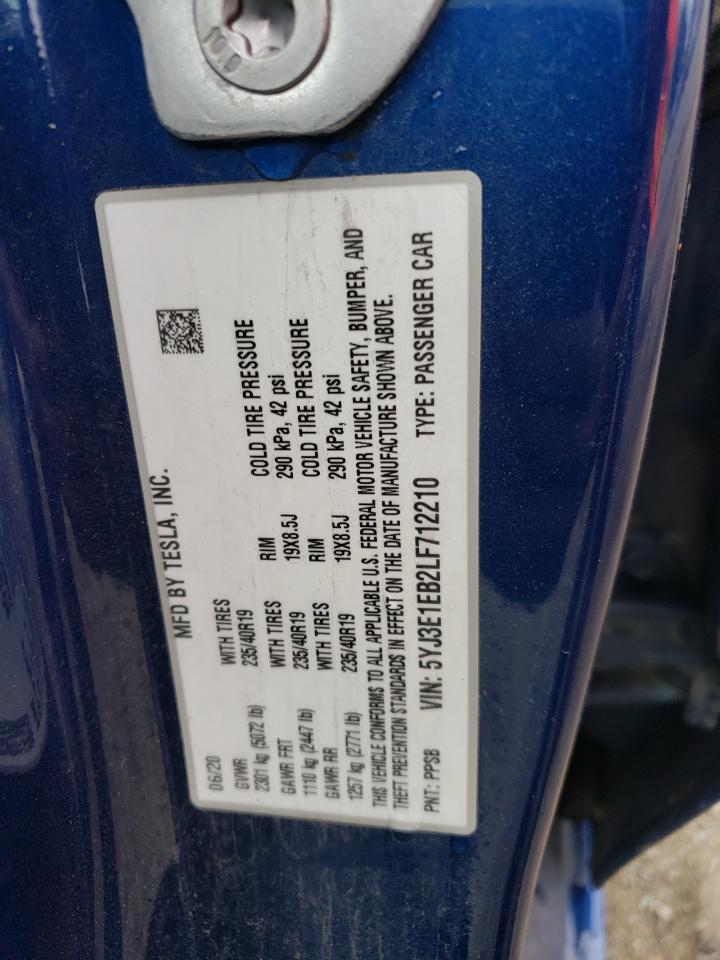 10.9
MFD BY TESLA, INC.
06/20
GVWR WITH TIRES RIM COLD TIRE PRESSURE
2301 kg (5072 lb) 235/40R19 19X8.5J 290 kPa, 42 psi
GAWR FRT WITH TIRES RIM COLD TIRE PRESSURE
1110 kg (2447 lb) 235/40R19 19X8.5J 290 kPa, 42 psi
GAWR RR WITH TIRES
1257 kg (2771 lb) 235/40R19
THIS VEHICLE CONFORMS TO ALL APPLICABLE U.S. FEDERAL MOTOR VEHICLE SAFETY, BUMPER, AND
THEFT PREVENTION STANDARDS IN EFFECT ON THE DATE OF MANUFACTURE SHOWN ABOVE.
PNT: PPSB VIN: 5YJ3E1EB2LF712210 TYPE: PASSENGER CAR